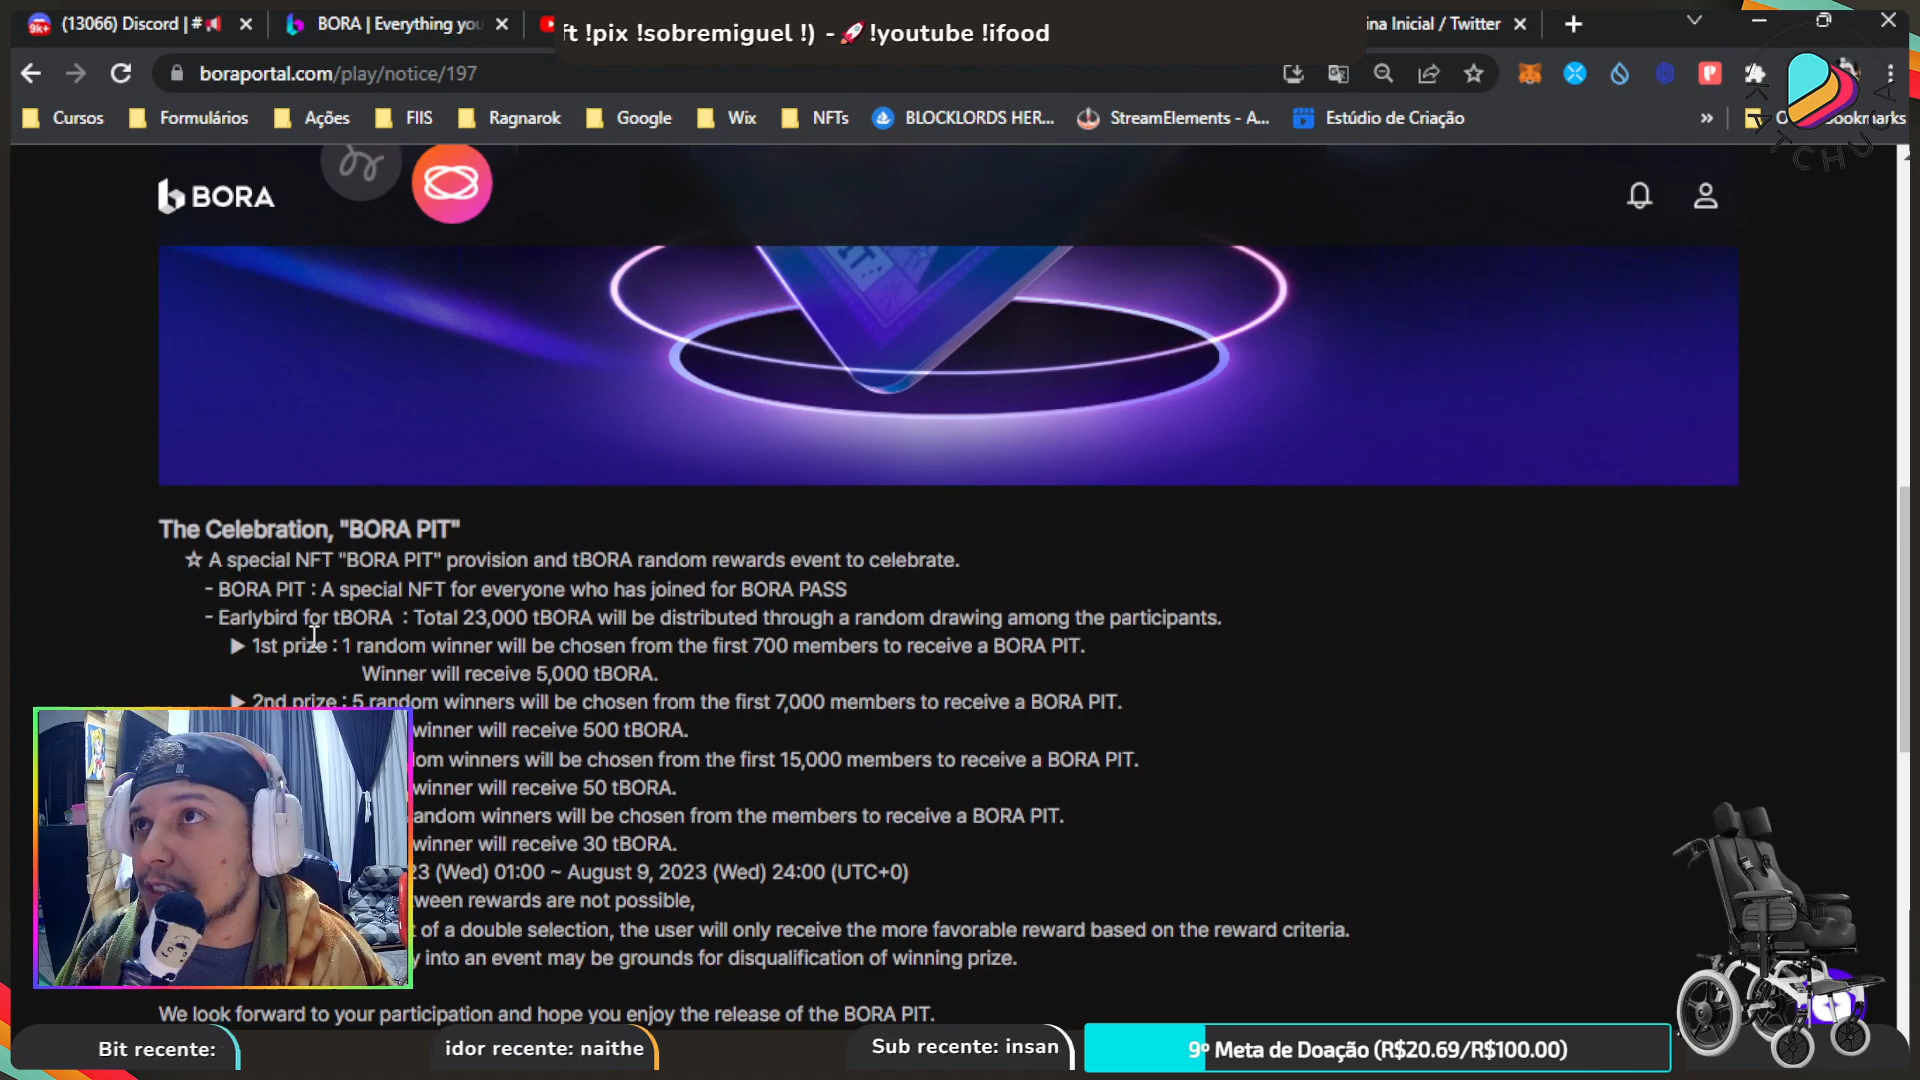 (13066) Discord | #
9k+
BORA | Everything you
ft !pix !sobremiguel !) - 🚀 !youtube !ifood
ina Inicial / Twitter
boraportal.com/play/notice/197
Cursos
Formulários
Ações
FIIS
Ragnarok
Google
Wix
NFTs
BLOCKLORDS HER...
StreamElements - A...
Estúdio de Criação
»
Bookmarks
BORA
The Celebration, "BORA PIT"
☆ A special NFT "BORA PIT" provision and tBORA random rewards event to celebrate.
- BORA PIT : A special NFT for everyone who has joined for BORA PASS
- Earlybird for tBORA : Total 23,000 tBORA will be distributed through a random drawing among the participants.
▶ 1st prize : 1 random winner will be chosen from the first 700 members to receive a BORA PIT.
Winner will receive 5,000 tBORA.
▶ 2nd prize : 5 random winners will be chosen from the first 7,000 members to receive a BORA PIT.
winner will receive 500 tBORA.
om winners will be chosen from the first 15,000 members to receive a BORA PIT.
winner will receive 50 tBORA.
andom winners will be chosen from the members to receive a BORA PIT.
winner will receive 30 tBORA.
23 (Wed) 01:00 ~ August 9, 2023 (Wed) 24:00 (UTC+0)
ween rewards are not possible,
t of a double selection, the user will only receive the more favorable reward based on the reward criteria.
y into an event may be grounds for disqualification of winning prize.
We look forward to your participation and hope you enjoy the release of the BORA PIT.
Bit recente:
idor recente: naithe
Sub recente: insan
9º Meta de Doação (R$20.69/R$100.00)